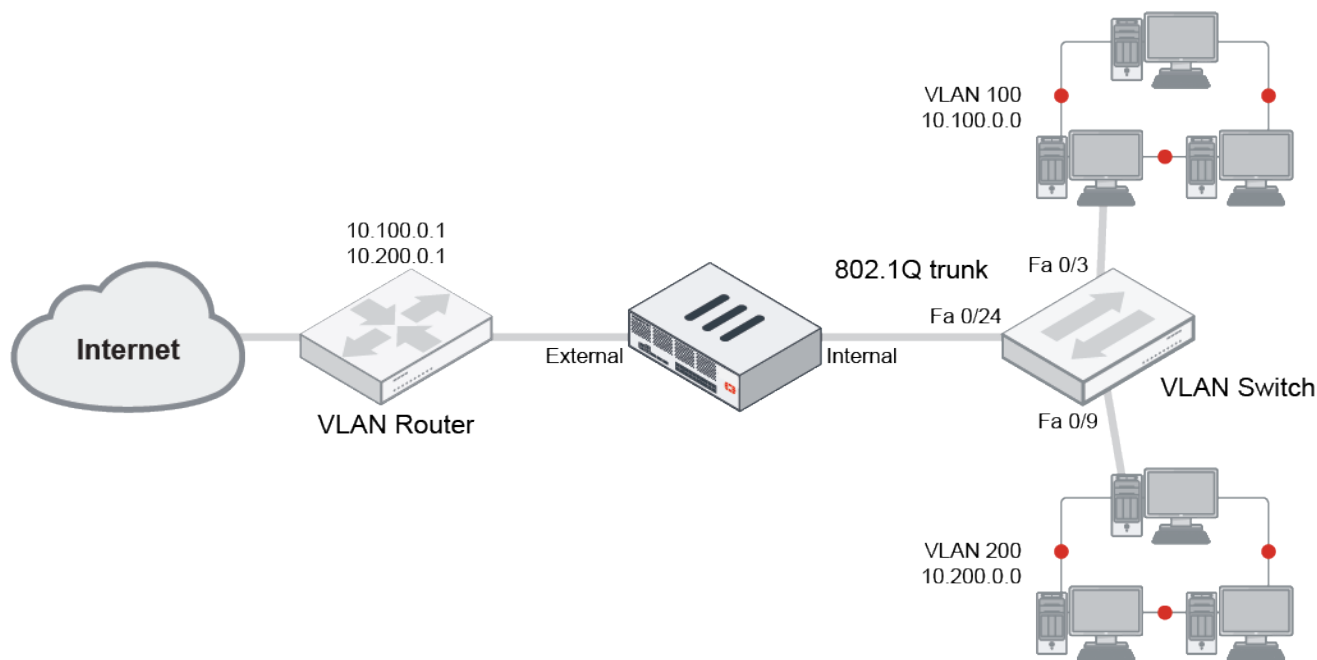 VLAN 100
10.100.0.0
10.100.0.1
10.200.0.1
802.1Q trunk
Fa 0/3
Fa 0/24
Internet
External
Internal
VLAN Switch
VLAN Router
Fa 0/9
VLAN 200
10.200.0.0